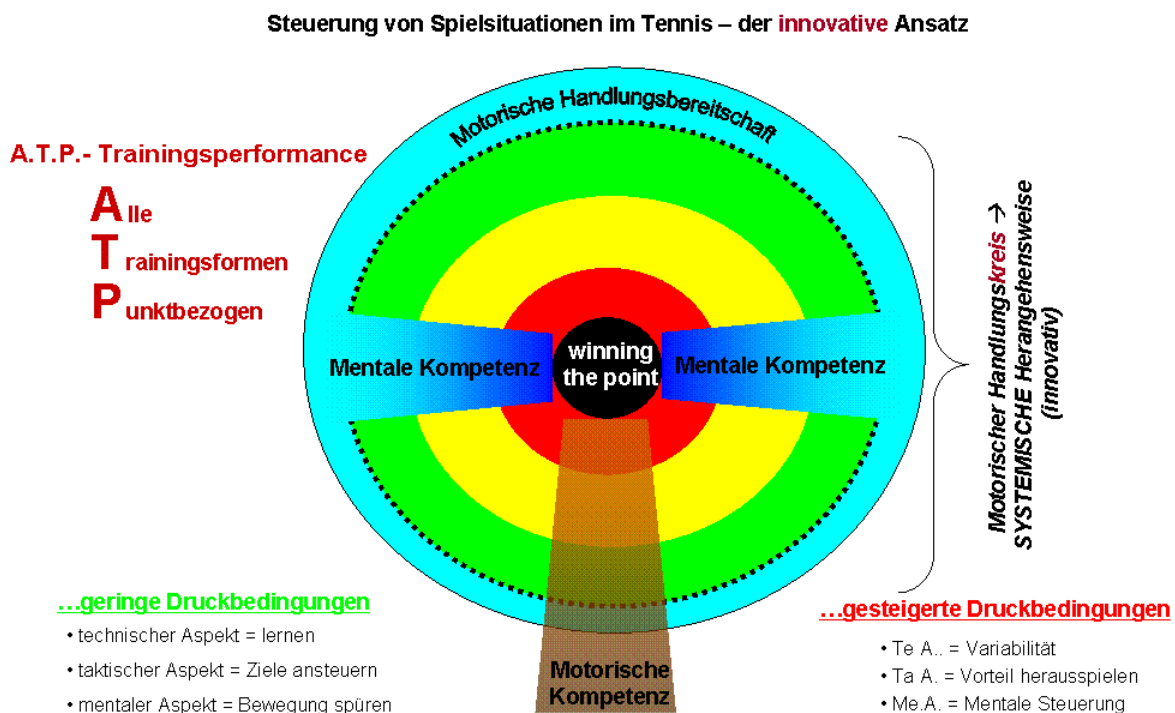 Steuerung von Spielsituationen im Tennis – der innovative Ansatz
Motorische Handlungsbereitschaft
A.T.P.- Trainingsperformance
Alle
Trainingsformen
Punktbezogen
Mentale Kompetenz
winning
the point
Mentale Kompetenz
Motorischer Handlungskreis →
SYSTEMISCHE Herangehensweise
(innovativ)
...geringe Druckbedingungen
• technischer Aspekt = lernen
• taktischer Aspekt = Ziele ansteuern
• mentaler Aspekt = Bewegung spüren
Motorische
Kompetenz
...gesteigerte Druckbedingungen
• Te A.. = Variabilität
• Ta A. = Vorteil herausspielen
• Me.A. = Mentale Steuerung